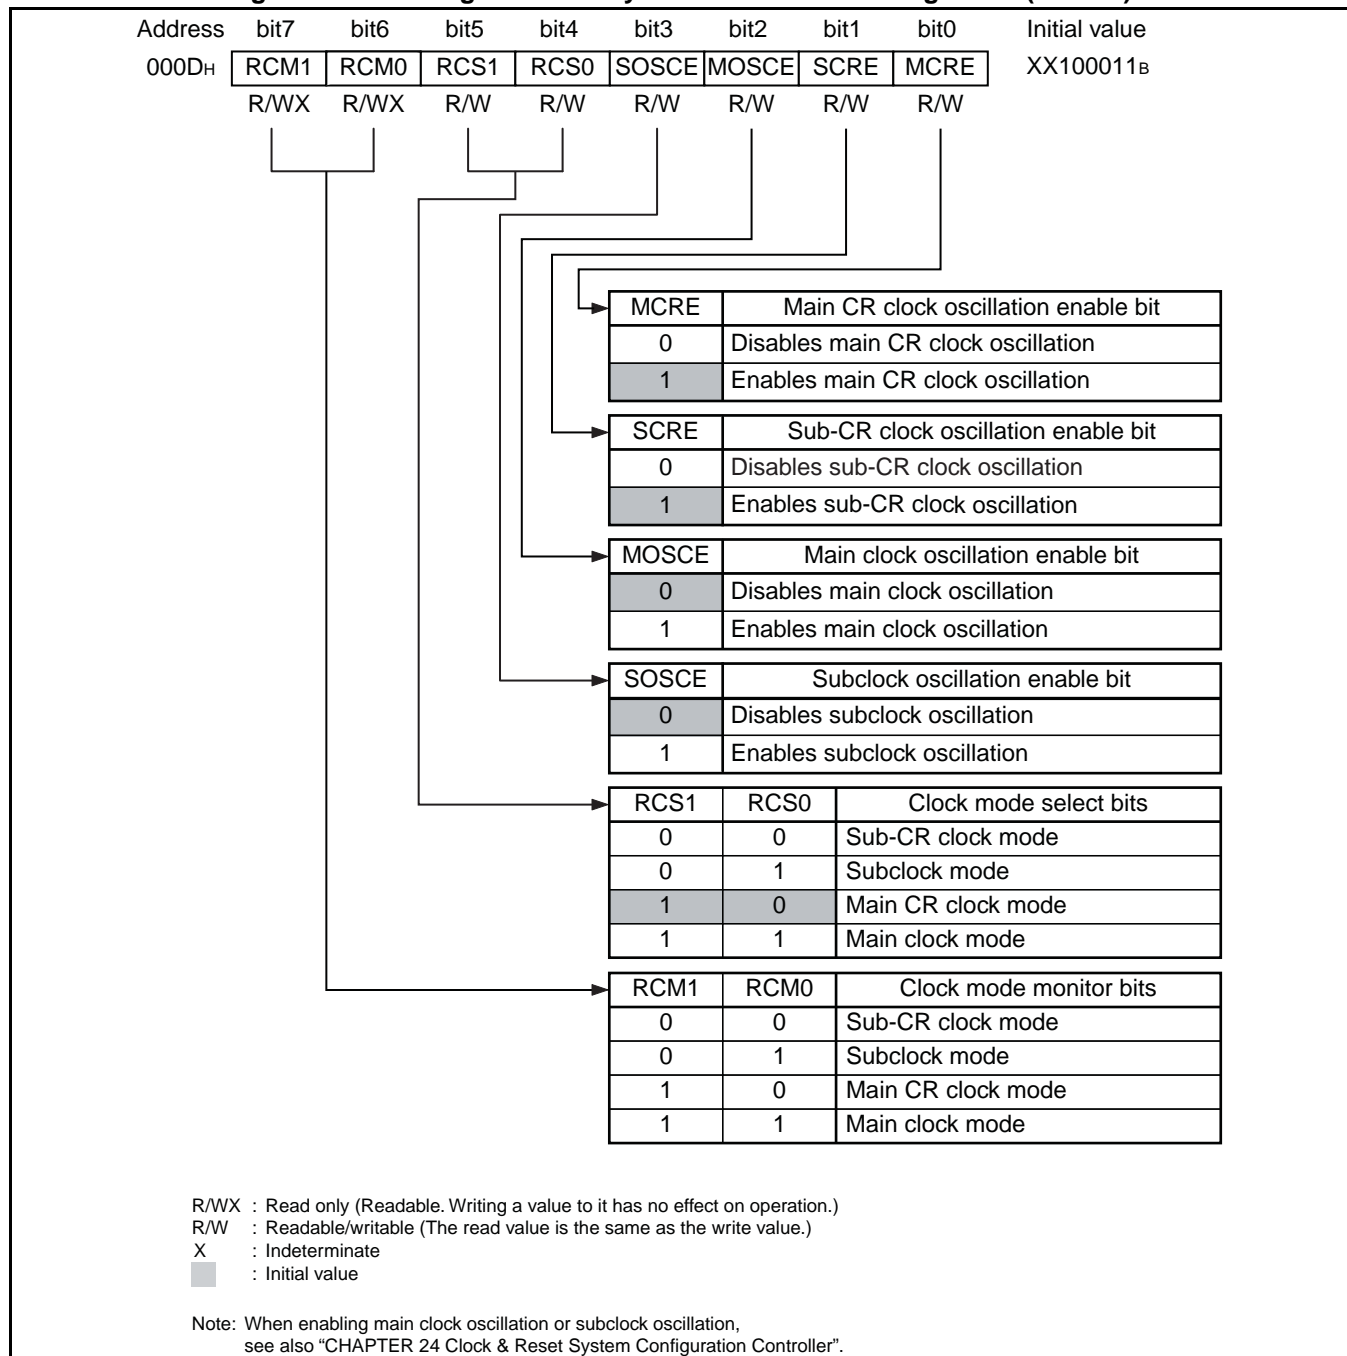 Address bit7 bit6 bit5 bit4 bit3 bit2 bit1 bit0 Initial value
000DH RCM1 RCM0 RCS1 RCS0 SOSCE MOSCE SCRE MCRE XX100011B
R/WX R/WX R/W R/W R/W R/W R/W R/W
MCRE Main CR clock oscillation enable bit
0 Disables main CR clock oscillation
1 Enables main CR clock oscillation
SCRE Sub-CR clock oscillation enable bit
0 Disables sub-CR clock oscillation
1 Enables sub-CR clock oscillation
MOSCE Main clock oscillation enable bit
0 Disables main clock oscillation
1 Enables main clock oscillation
SOSCE Subclock oscillation enable bit
0 Disables subclock oscillation
1 Enables subclock oscillation
RCS1 RCS0 Clock mode select bits
0 0 Sub-CR clock mode
0 1 Subclock mode
1 0 Main CR clock mode
1 1 Main clock mode
RCM1 RCM0 Clock mode monitor bits
0 0 Sub-CR clock mode
0 1 Subclock mode
1 0 Main CR clock mode
1 1 Main clock mode
R/WX : Read only (Readable. Writing a value to it has no effect on operation.)
R/W : Readable/writable (The read value is the same as the write value.)
X : Indeterminate
: Initial value
Note: When enabling main clock oscillation or subclock oscillation,
see also “CHAPTER 24 Clock & Reset System Configuration Controller”.